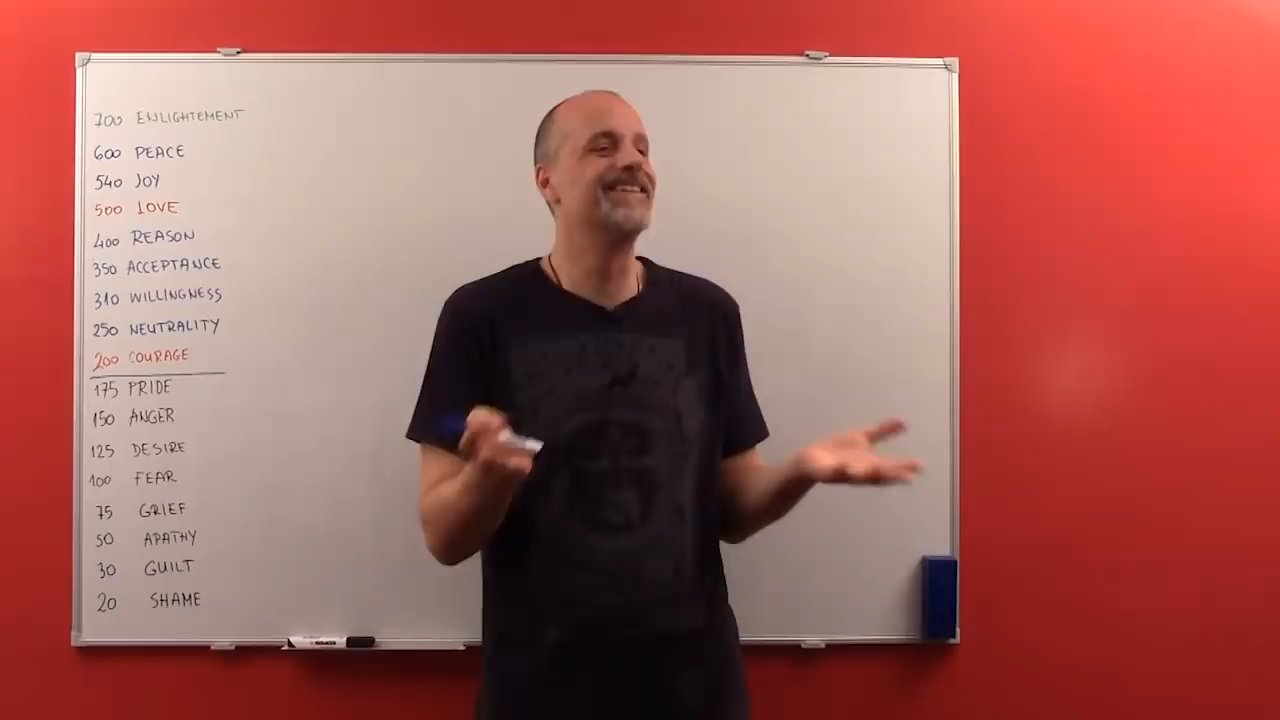 700 ENLIGHTEMENT
600 PEACE
540 JOY
500 LOVE
400 REASON
350 ACCEPTANCE
310 WILLINGNESS
250 NEUTRALITY
200 COURAGE
175 PRIDE
150 ANGER
125 DESIRE
100 FEAR
75 GRIEF
50 APATHY
30 GUILT
20 SHAME